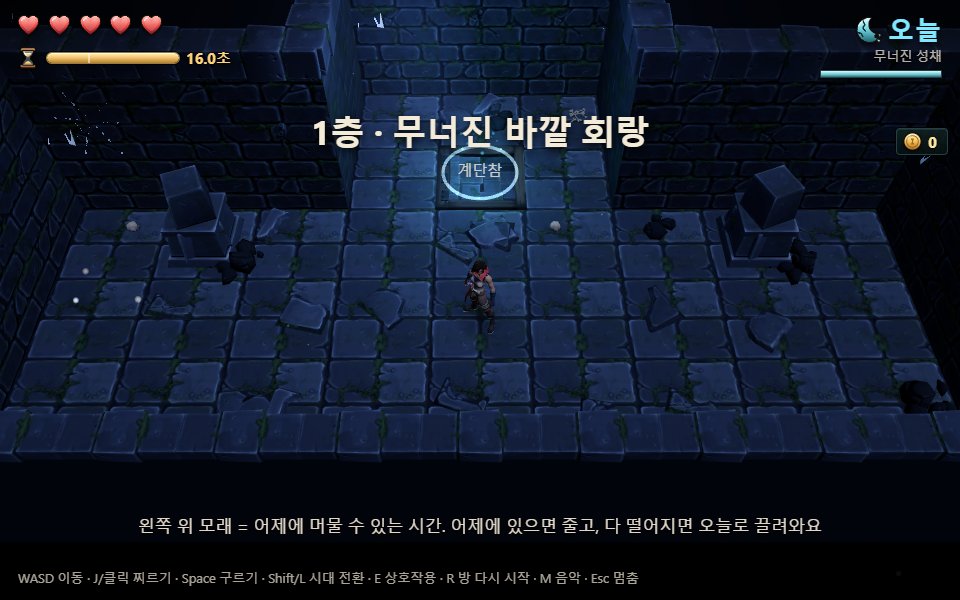 16.0초
오늘
무너진 성채
0
1층 · 무너진 바깥 회랑
계단참
왼쪽 위 모래 = 어제에 머물 수 있는 시간. 어제에 있으면 줄고, 다 떨어지면 오늘로 끌려와요
WASD 이동 · J/클릭 찌르기 · Space 구르기 · Shift/L 시대 전환 · E 상호작용 · R 방 다시 시작 · M 음악 · Esc 멈춤